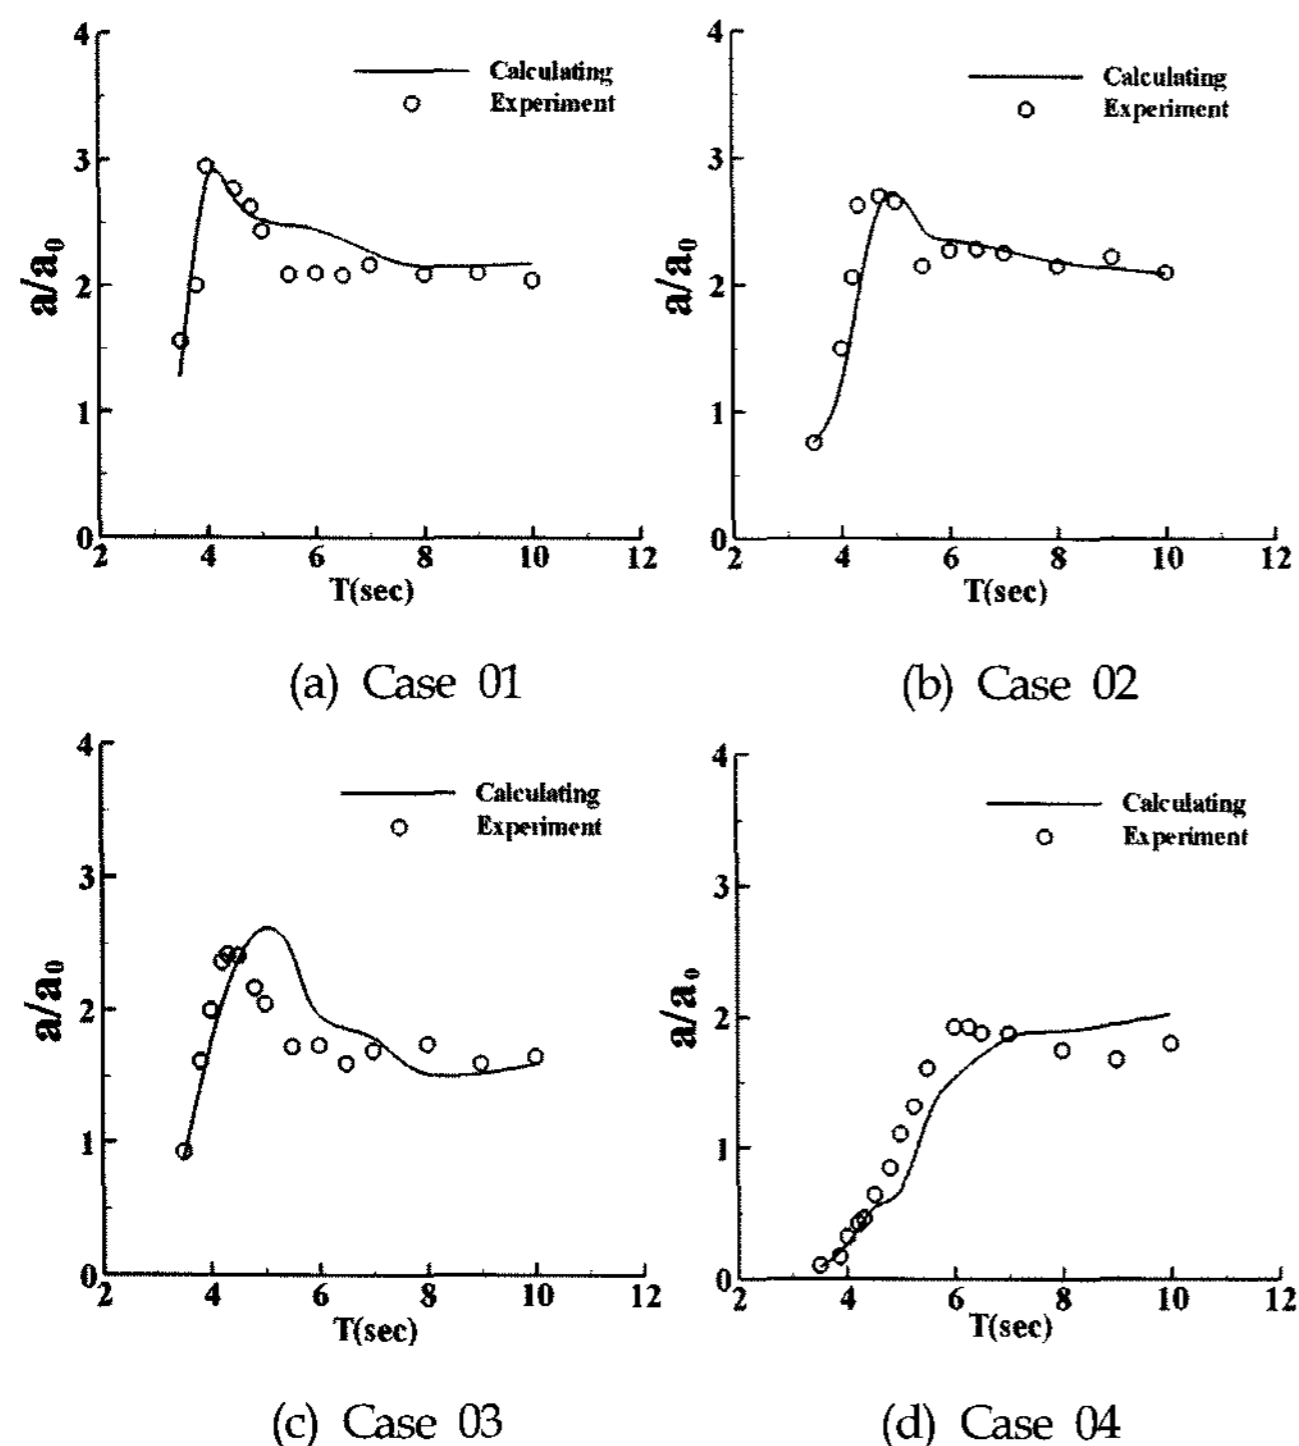 4
3
2
1
0
a/a0
Calculating
Experiment
2 4 6 8 10 12
T(sec)
(a) Case 01
4
3
2
1
0
a/a0
Calculating
Experiment
2 4 6 8 10 12
T(sec)
(b) Case 02
4
3
2
1
0
a/a0
Calculating
Experiment
2 4 6 8 10 12
T(sec)
(c) Case 03
4
3
2
1
0
a/a0
Calculating
Experiment
2 4 6 8 10 12
T(sec)
(d) Case 04